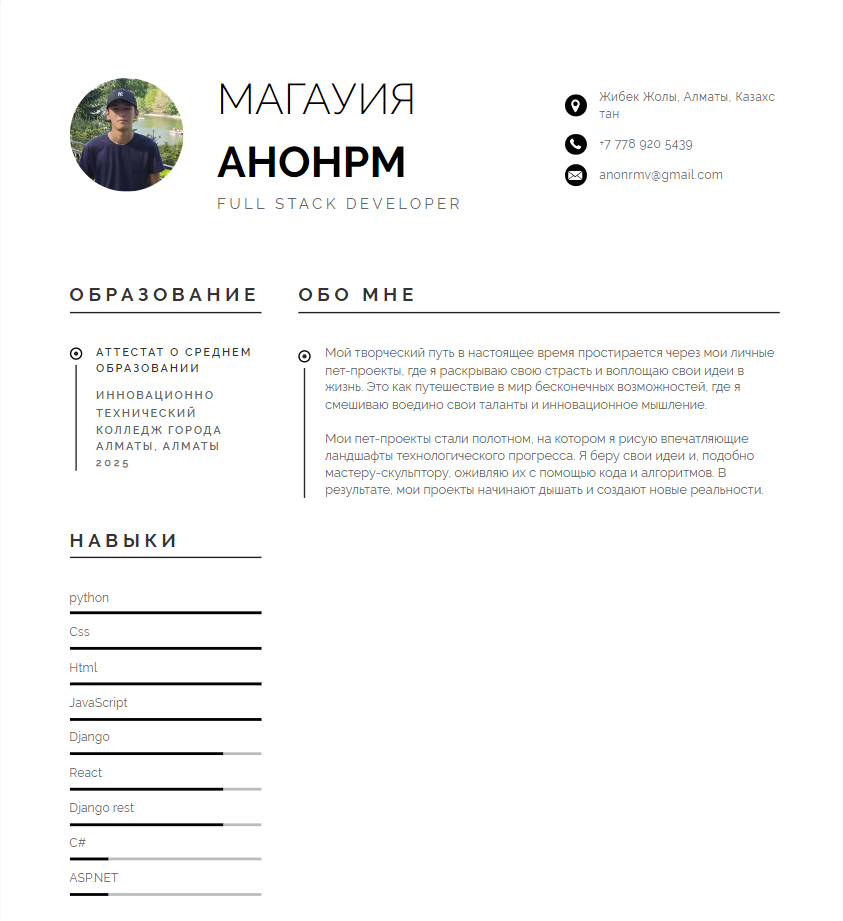 МАГАУИЯ
АНОНРМ
FULL STACK DEVELOPER
Жибек Жолы, Алматы, Казахс
тан
+7 778 920 5439
anonrmv@gmail.com
ОБРАЗОВАНИЕ
АТТЕСТАТ О СРЕДНЕМ
ОБРАЗОВАНИИ
ИННОВАЦИОННО
ТЕХНИЧЕСКИЙ
КОЛЛЕДЖ ГОРОДА
АЛМАТЫ, АЛМАТЫ
2025
НАВЫКИ
python
Css
Html
JavaScript
Django
React
Django rest
C#
ASP.NET
ОБО МНЕ
Мой творческий путь в настоящее время простирается через мои личные
пет-проекты, где я раскрываю свою страсть и воплощаю свои идеи в
жизнь. Это как путешествие в мир бесконечных возможностей, где я
смешиваю воедино свои таланты и инновационное мышление.
Мои пет-проекты стали полотном, на котором я рисую впечатляющие
ландшафты технологического прогресса. Я беру свои идеи и, подобно
мастеру-скульптору, оживляю их с помощью кода и алгоритмов. В
результате, мои проекты начинают дышать и создают новые реальности.